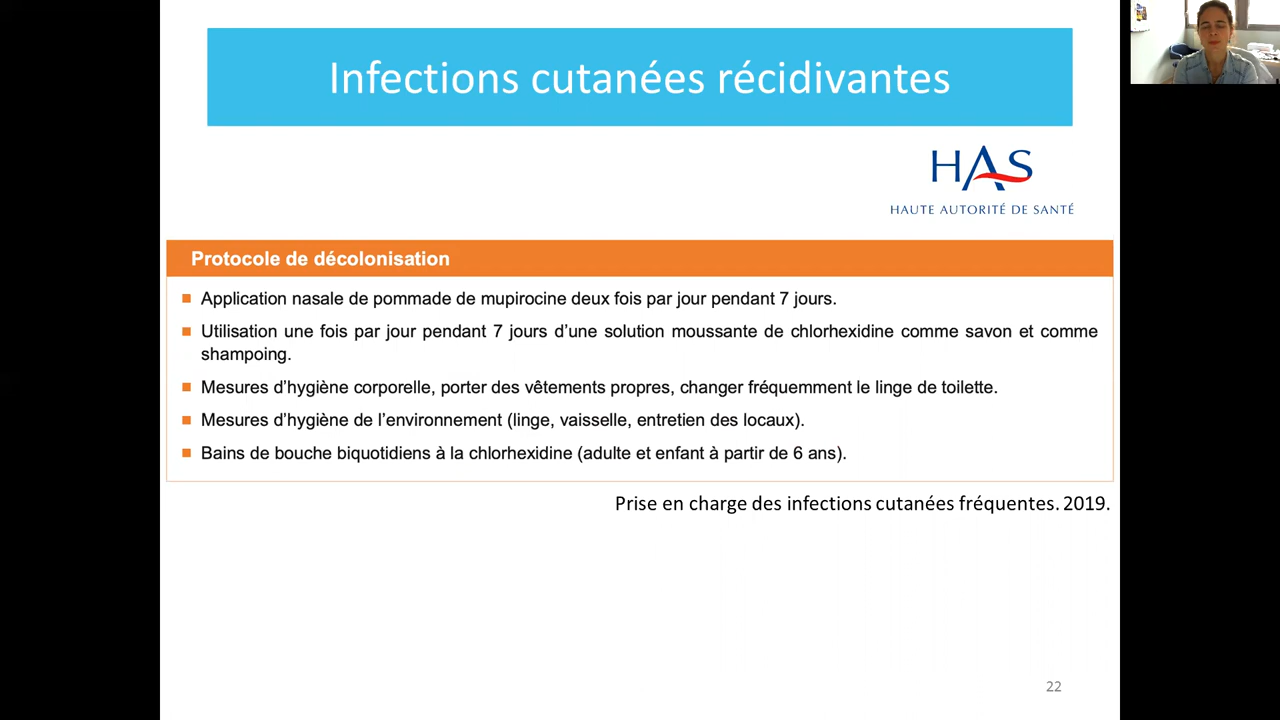 Infections cutanées récidivantes
HAS
HAUTE AUTORITÉ DE SANTÉ
Protocole de décolonisation
Application nasale de pommade de mupirocine deux fois par jour pendant 7 jours.
Utilisation une fois par jour pendant 7 jours d’une solution moussante de chlorhexidine comme savon et comme
shampoing.
Mesures d’hygiène corporelle, porter des vêtements propres, changer fréquemment le linge de toilette.
Mesures d’hygiène de l’environnement (linge, vaisselle, entretien des locaux).
Bains de bouche biquotidiens à la chlorhexidine (adulte et enfant à partir de 6 ans).
Prise en charge des infections cutanées fréquentes. 2019.
22